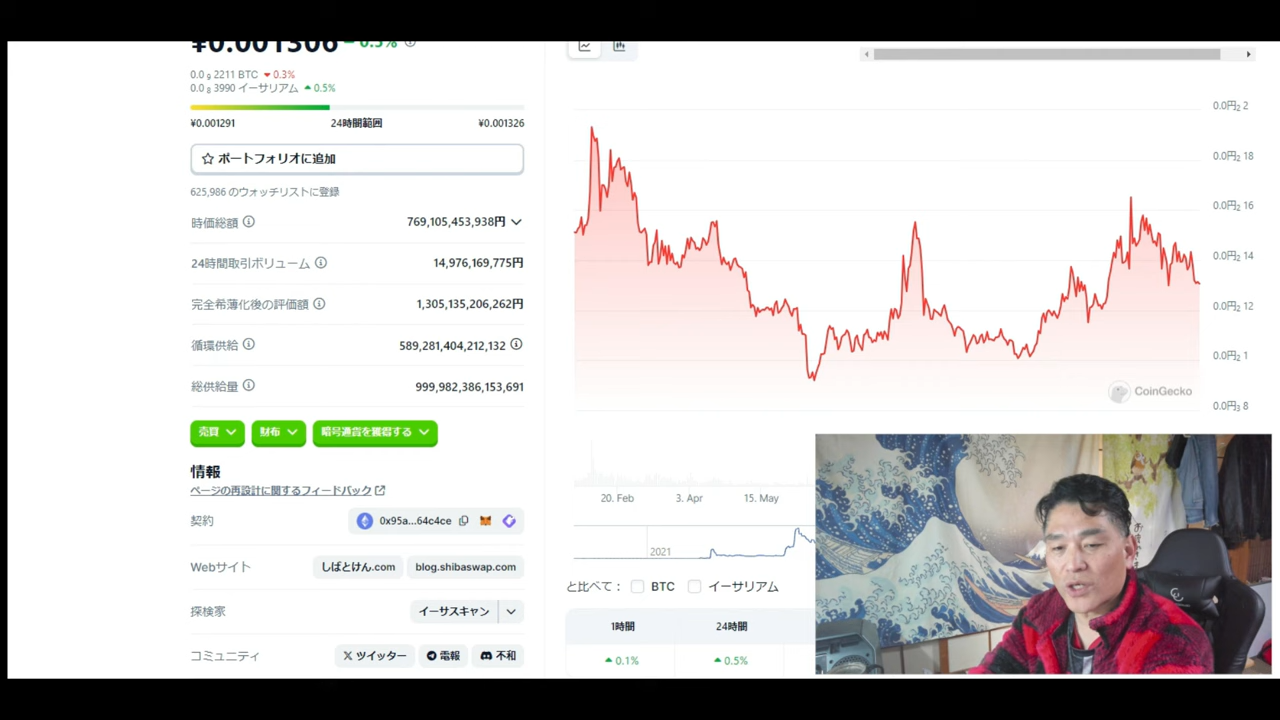 ¥0.001306 0.5%
0.0 8 2211 BTC ▼ 0.3%
0.0 8 3990 イーサリアム ▲ 0.5%
¥0.001291 24時間範囲 ¥0.001326
ポートフォリオに追加
625,986 のウォッチリストに登録
時価総額 769,105,453,938円
24時間取引ボリューム 14,976,169,775円
完全希薄化後の評価額 1,305,135,206,262円
循環供給 589,281,404,212,132
総供給量 999,982,386,153,691
売買
財布
暗号通貨を獲得する
情報
ページの再設計に関するフィードバック
契約 0x95a...64c4ce
Webサイト しばとけん.com blog.shibaswap.com
探検家 イーサスキャン
コミュニティ ツイッター 電報 不和
0.0円2 2
0.0円2 18
0.0円2 16
0.0円2 14
0.0円2 12
0.0円2 1
0.0円3 8
CoinGecko
20. Feb 3. Apr 15. May
2021
と比べて： BTC イーサリアム
1時間 24時間
▲ 0.1% ▲ 0.5%